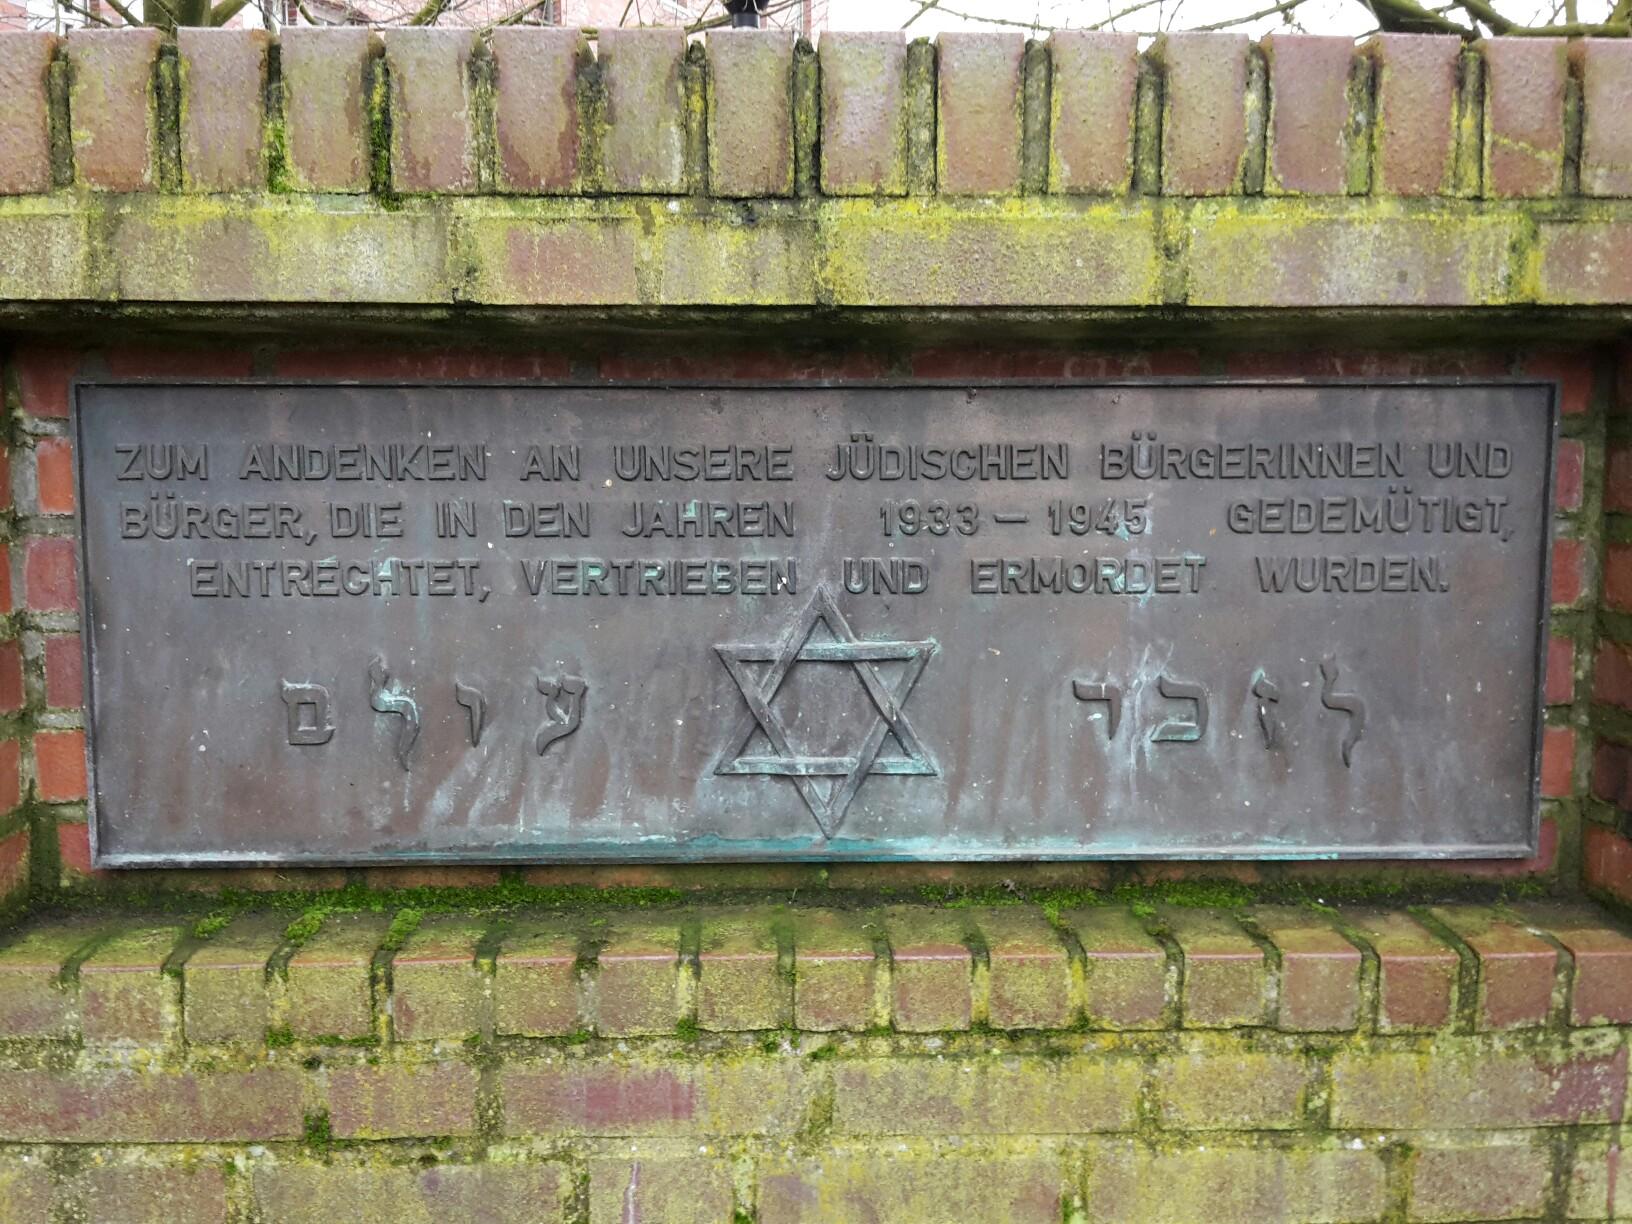 ZUM ANDENKEN AN UNSERE JÜDISCHEN BÜRGERINNEN UND
BÜRGER, DIE IN DEN JAHREN 1933 – 1945 GEDEMÜTIGT,
ENTRECHTET, VERTRIEBEN UND ERMORDET WURDEN.
לזכר עולם